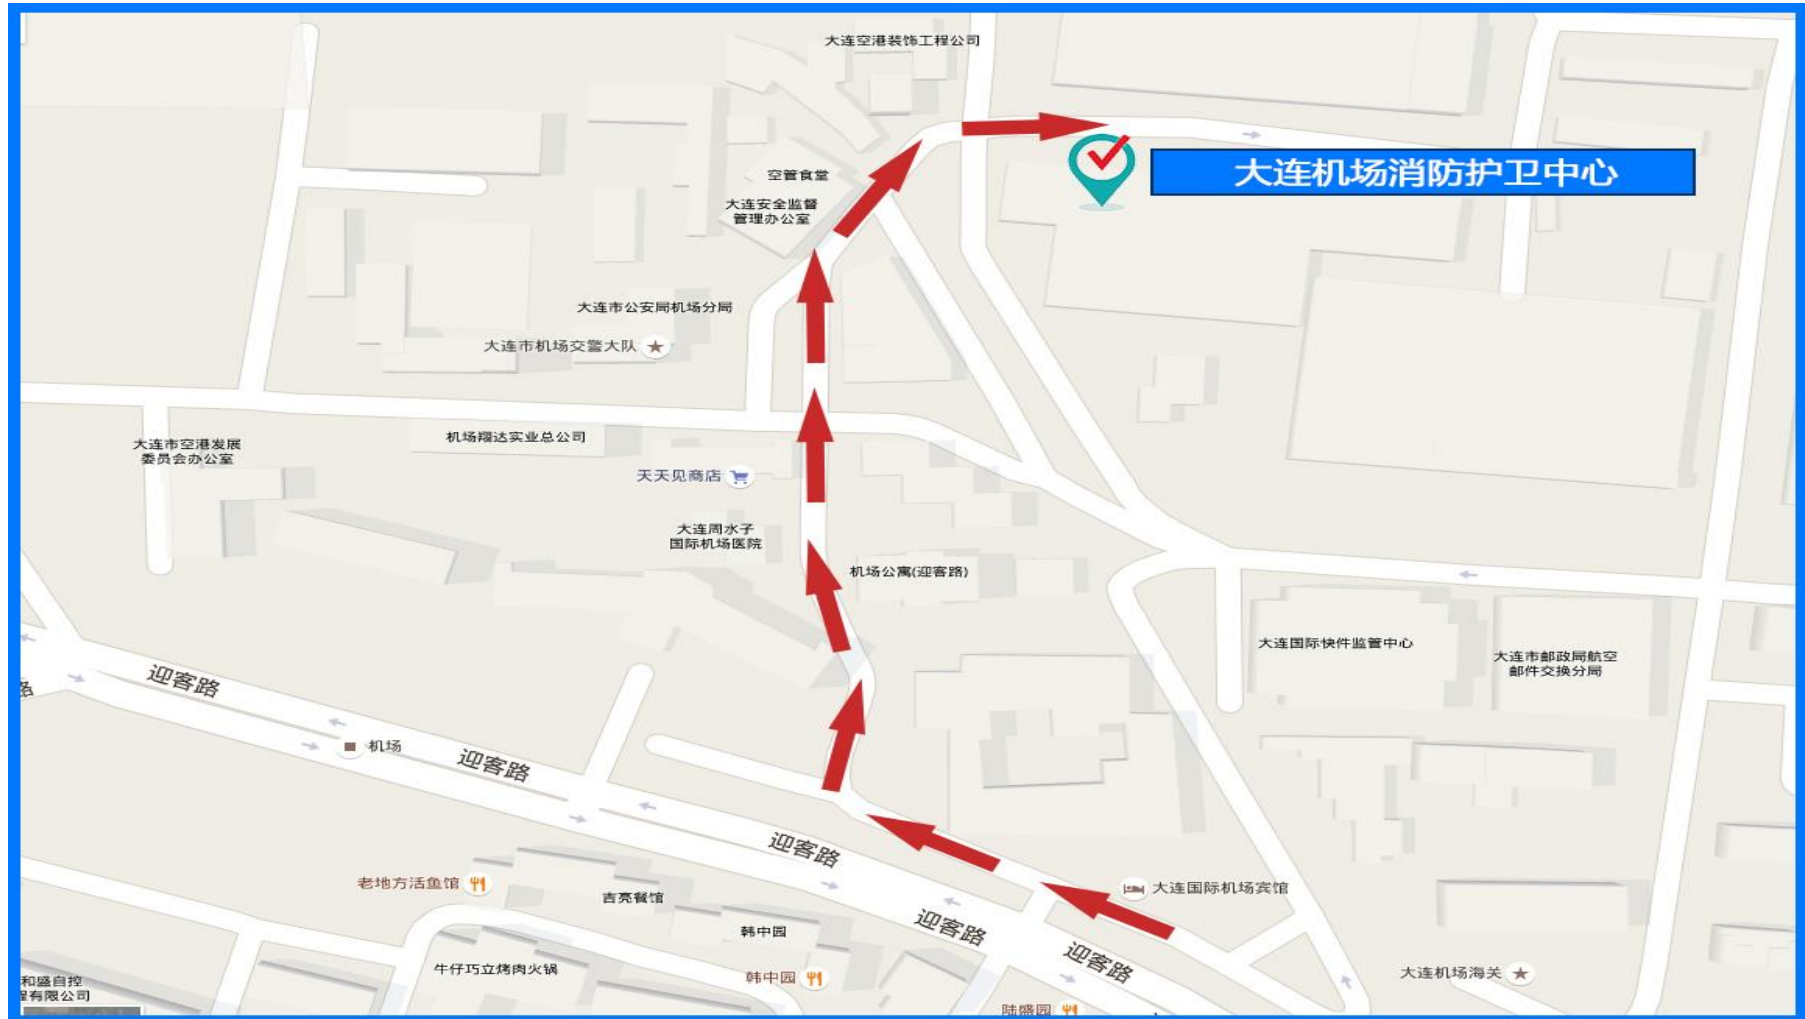 大连空港装饰工程公司
大连机场消防护卫中心
空管食堂
大连安全监督
管理办公室
大连市公安局机场分局
大连市机场交警大队
机场翔达实业总公司
大连市空港发展
委员会办公室
天天见商店
大连周水子
国际机场医院
机场公寓(迎客路)
大连国际快件监管中心
大连市邮政局航空
邮件交换分局
迎客路
路
机场
迎客路
迎客路
老地方活鱼馆
吉亮餐馆
大连国际机场宾馆
韩中园
迎客路
迎客路
牛仔巧立烤肉火锅
韩中园
大连机场海关
和盛自控
程有限公司
陆盛园